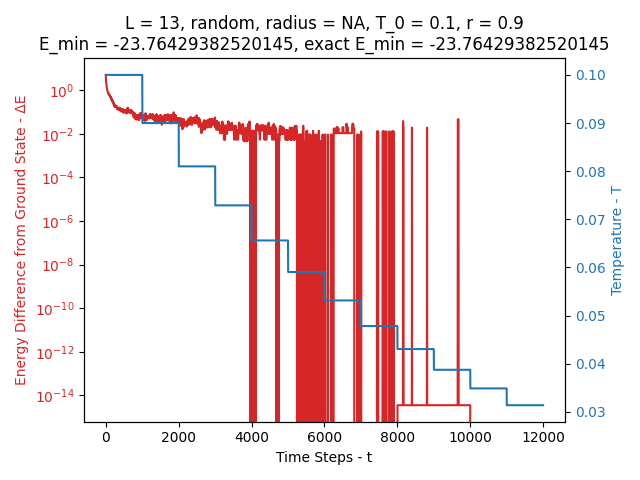 L = 13, random, radius = NA, T_0 = 0.1, r = 0.9
E_min = -23.76429382520145, exact E_min = -23.76429382520145
Energy Difference from Ground State - ΔE
10⁰
10⁻²
10⁻⁴
10⁻⁶
10⁻⁸
10⁻¹⁰
10⁻¹²
10⁻¹⁴
0.10
0.09
0.08
0.07
0.06
0.05
0.04
0.03
Temperature - T
0 2000 4000 6000 8000 10000 12000
Time Steps - t